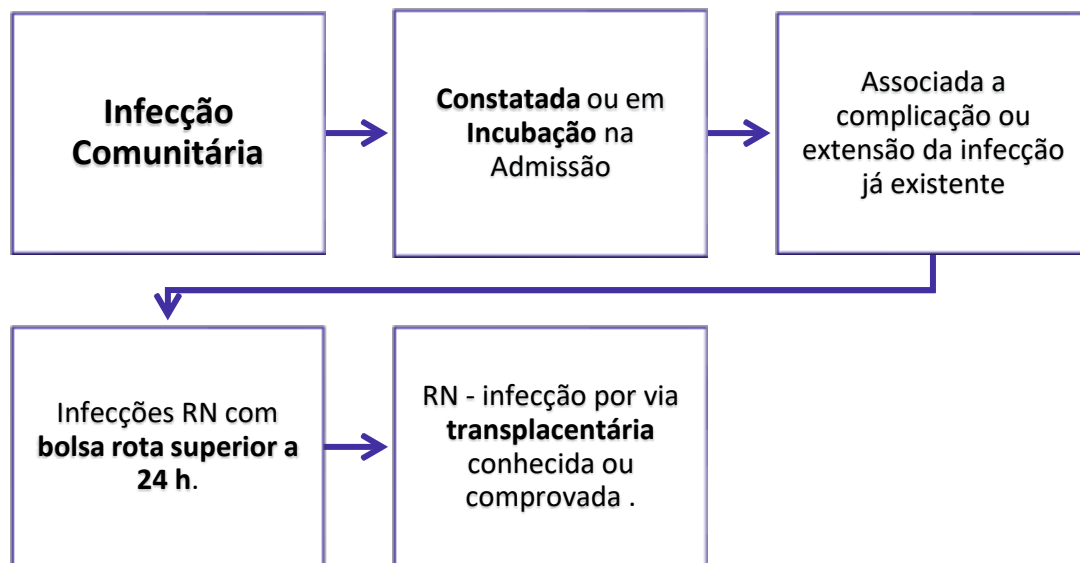 Infecção
Comunitária
Constatada ou em
Incubação na
Admissão
Associada a
complicação ou
extensão da infecção
já existente
Infecções RN com
bolsa rota superior a
24 h.
RN - infecção por via
transplacentária
conhecida ou
comprovada .